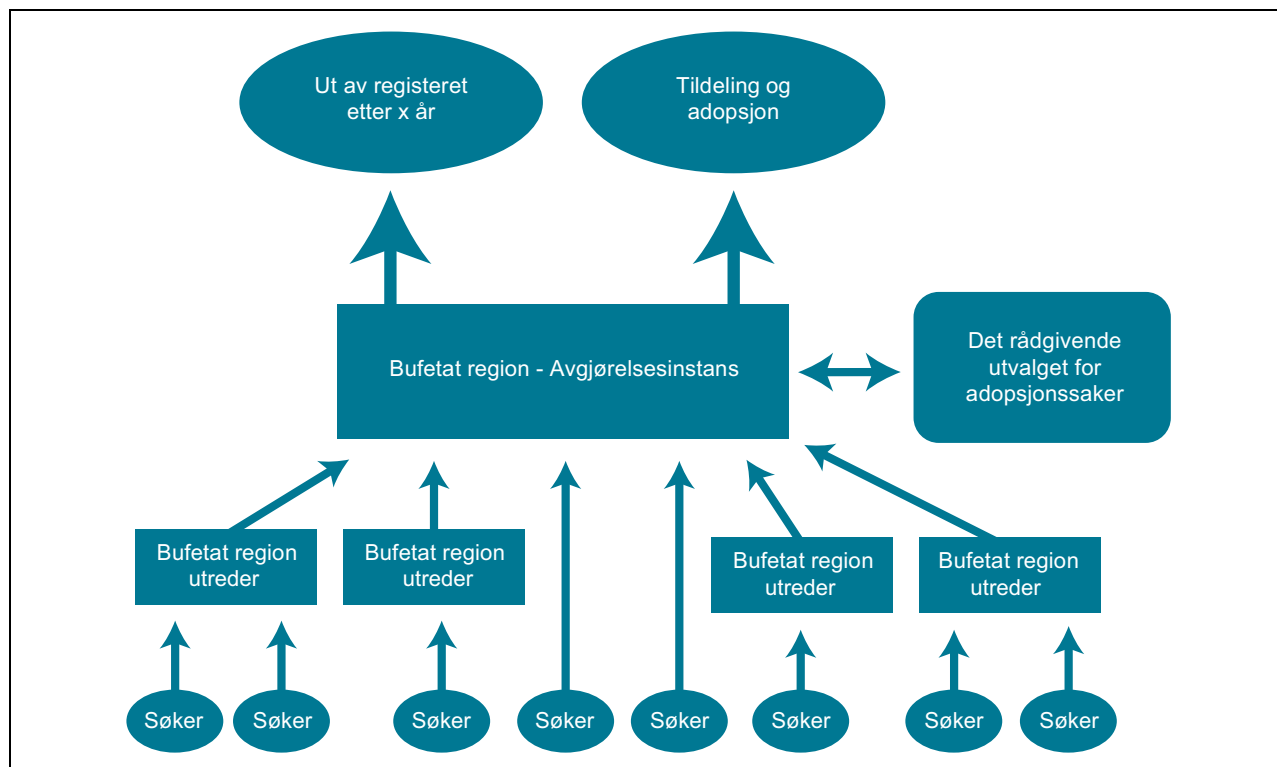 Ut av registeret
etter x år
Tildeling og
adopsjon
Bufetat region - Avgjørelsesinstans
Det rådgivende
utvalget for
adopsjonssaker
Bufetat region
utreder
Bufetat region
utreder
Bufetat region
utreder
Bufetat region
utreder
Søker
Søker
Søker
Søker
Søker
Søker
Søker
Søker